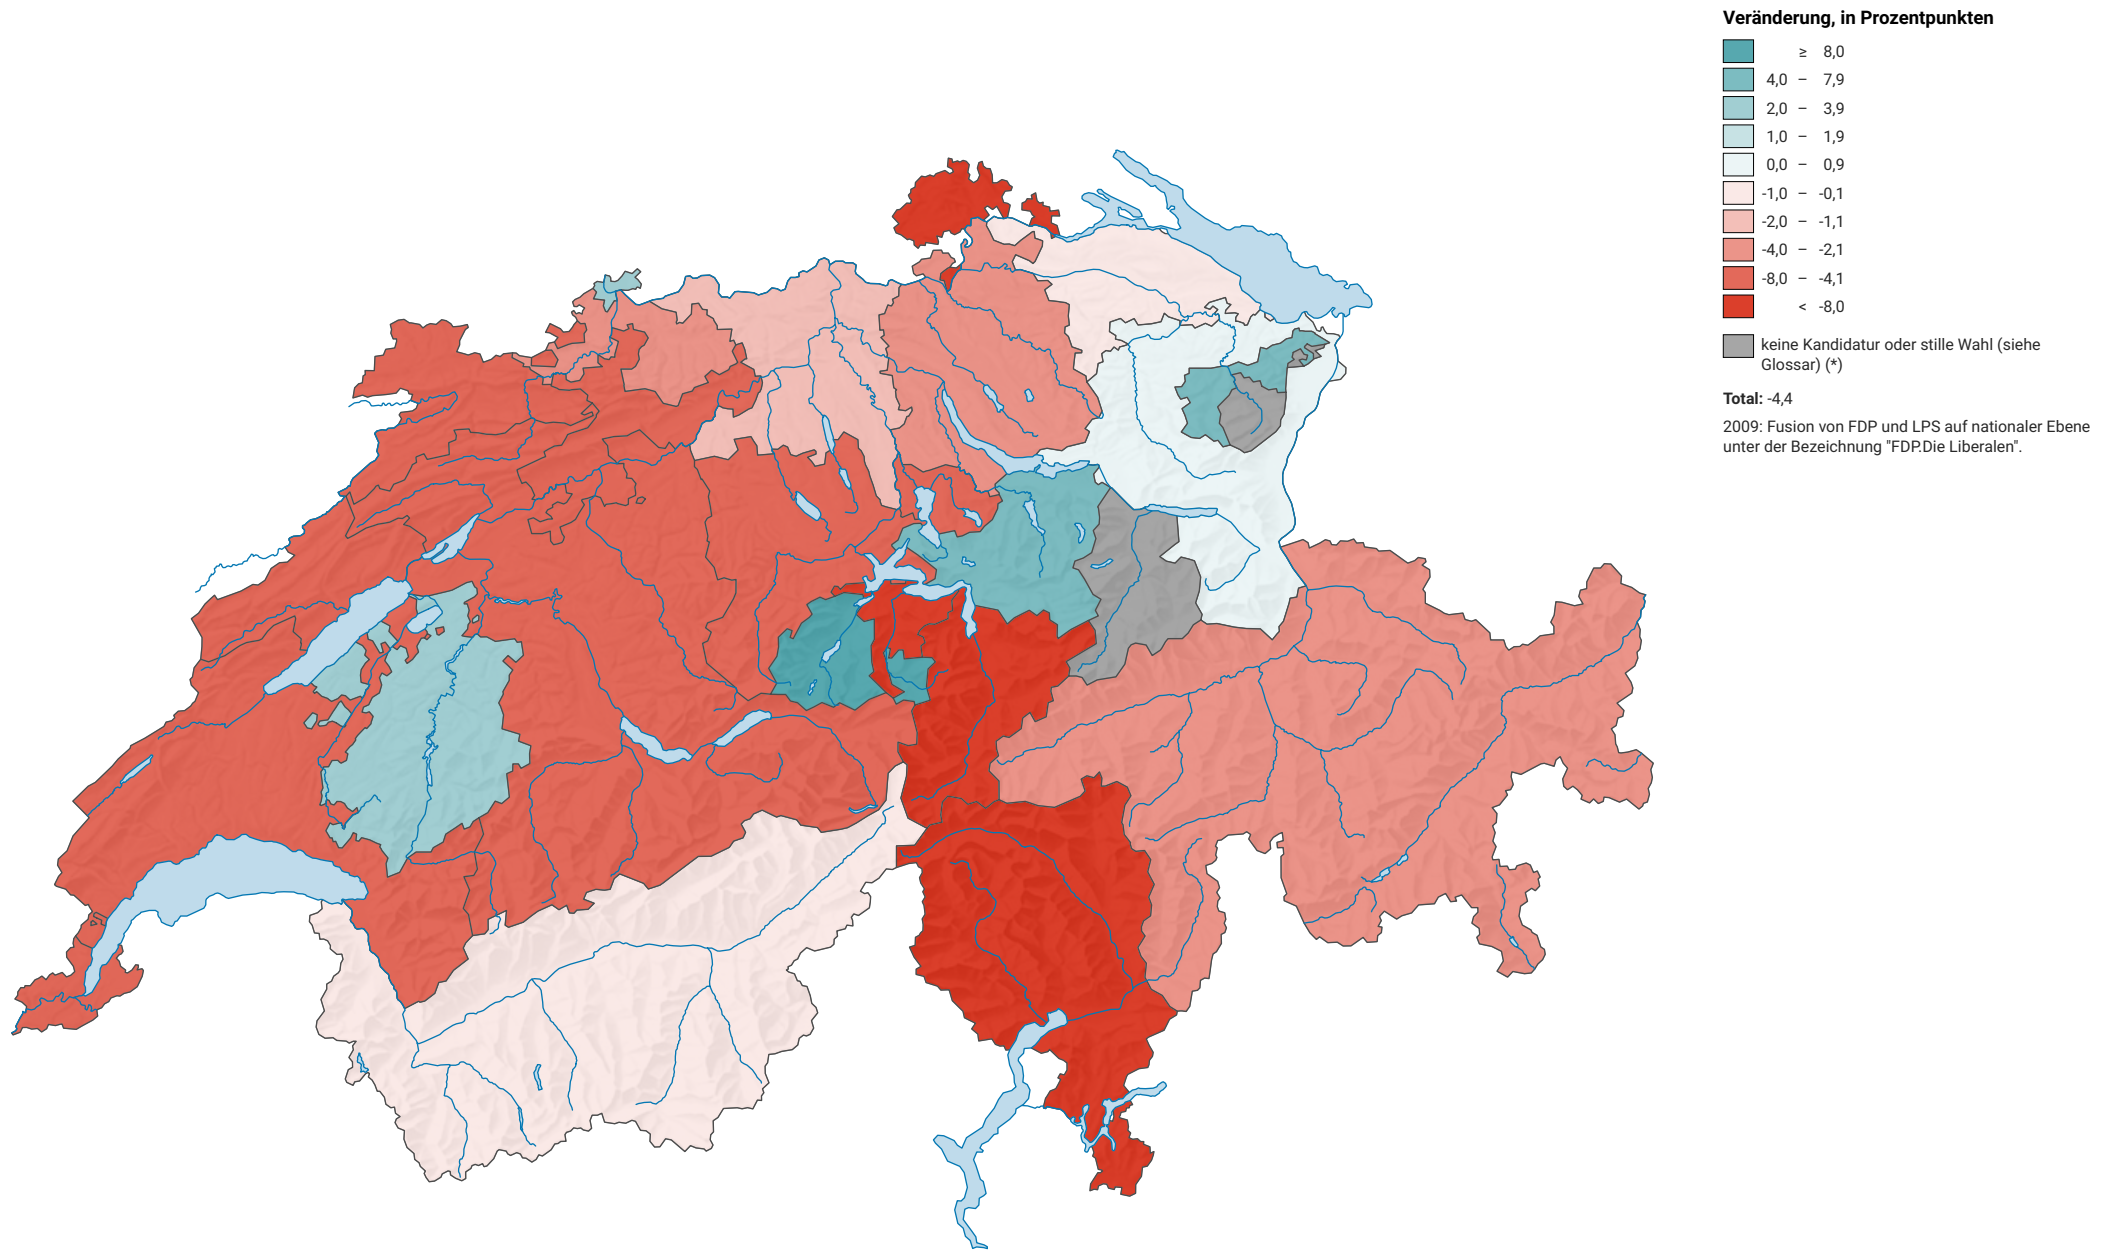 Veränderung, in Prozentpunkten
≥ 8,0
4,0 – 7,9
2,0 – 3,9
1,0 – 1,9
0,0 – 0,9
-1,0 – -0,1
-2,0 – -1,1
-4,0 – -2,1
-8,0 – -4,1
< -8,0
keine Kandidatur oder stille Wahl (siehe
Glossar) (*)
Total: -4,4
2009: Fusion von FDP und LPS auf nationaler Ebene
unter der Bezeichnung "FDP.Die Liberalen".